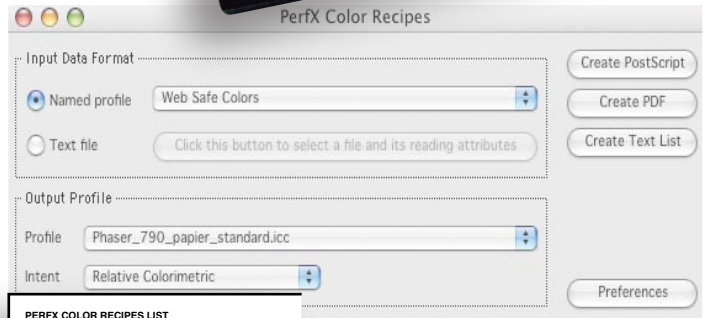 PerfX Color Recipes
Input Data Format
Create PostScript
Named profile
Web Safe Colors
Create PDF
Text file
Click this button to select a file and its reading attributes
Create Text List
Output Profile
Profile
Phaser_790_papier_standard.icc
Intent
Relative Colorimetric
Preferences
PERFX COLOR RECIPES LIST